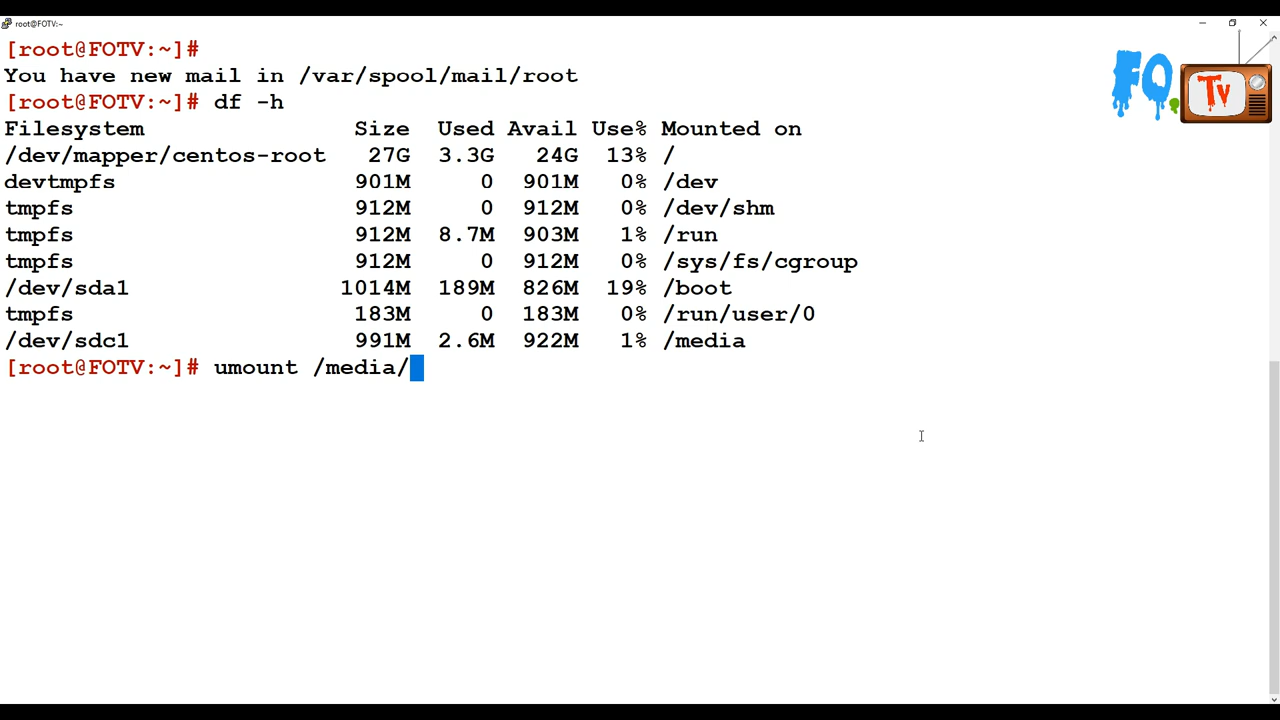 root@FOTV:~
[root@FOTV:~]#
You have new mail in /var/spool/mail/root
[root@FOTV:~]# df -h
Filesystem Size Used Avail Use% Mounted on
/dev/mapper/centos-root 27G 3.3G 24G 13% /
devtmpfs 901M 0 901M 0% /dev
tmpfs 912M 0 912M 0% /dev/shm
tmpfs 912M 8.7M 903M 1% /run
tmpfs 912M 0 912M 0% /sys/fs/cgroup
/dev/sda1 1014M 189M 826M 19% /boot
tmpfs 183M 0 183M 0% /run/user/0
/dev/sdc1 991M 2.6M 922M 1% /media
[root@FOTV:~]# umount /media/
FO. Tv